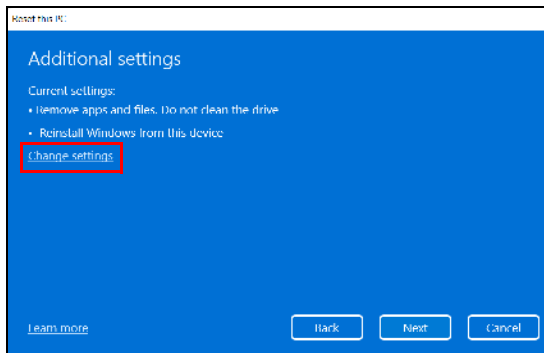 Reset this PC
Additional settings
Current settings:
• Remove apps and files. Do not clean the drive
• Reinstall Windows from this device
Change settings
Learn more
Back
Next
Cancel